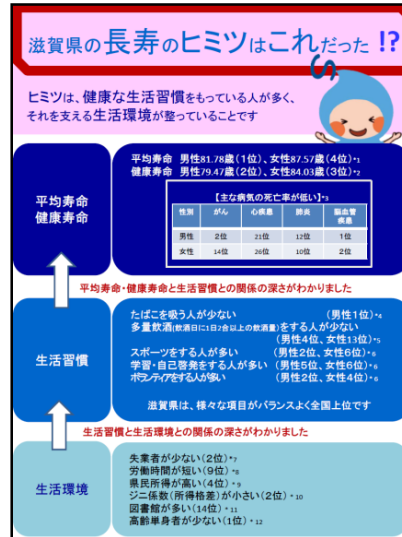 滋賀県の長寿のヒミツはこれだった !?
ヒミツは、健康な生活習慣をもっている人が多く、
それを支える生活環境が整っていることです
平均寿命
健康寿命
平均寿命 男性81.78歳(1位)、女性87.57歳(4位)*1
健康寿命 男性79.47歳(2位)、女性84.03歳(3位)*2
【主な病気の死亡率が低い】*3
性別 がん 心疾患 肺炎 脳血管疾患
男性 2位 21位 12位 1位
女性 14位 26位 10位 2位
平均寿命・健康寿命と生活習慣との関係の深さがわかりました
生活習慣
たばこを吸う人が少ない (男性1位)*4
多量飲酒(飲酒日に1日2合以上の飲酒量)をする人が少ない
(男性4位、女性13位)*5
スポーツをする人が多い (男性2位、女性6位)*6
学習・自己啓発をする人が多い (男性5位、女性6位)*6
ボランティアをする人が多い (男性2位、女性4位)*6
滋賀県は、様々な項目がバランスよく全国上位です
生活習慣と生活環境との関係の深さがわかりました
生活環境
失業者が少ない(2位)*7
労働時間が短い(9位)*8
県民所得が高い(4位)*9
ジニ係数(所得格差)が小さい(2位)*10
図書館が多い(14位)*11
高齢単身者が少ない(1位)*12